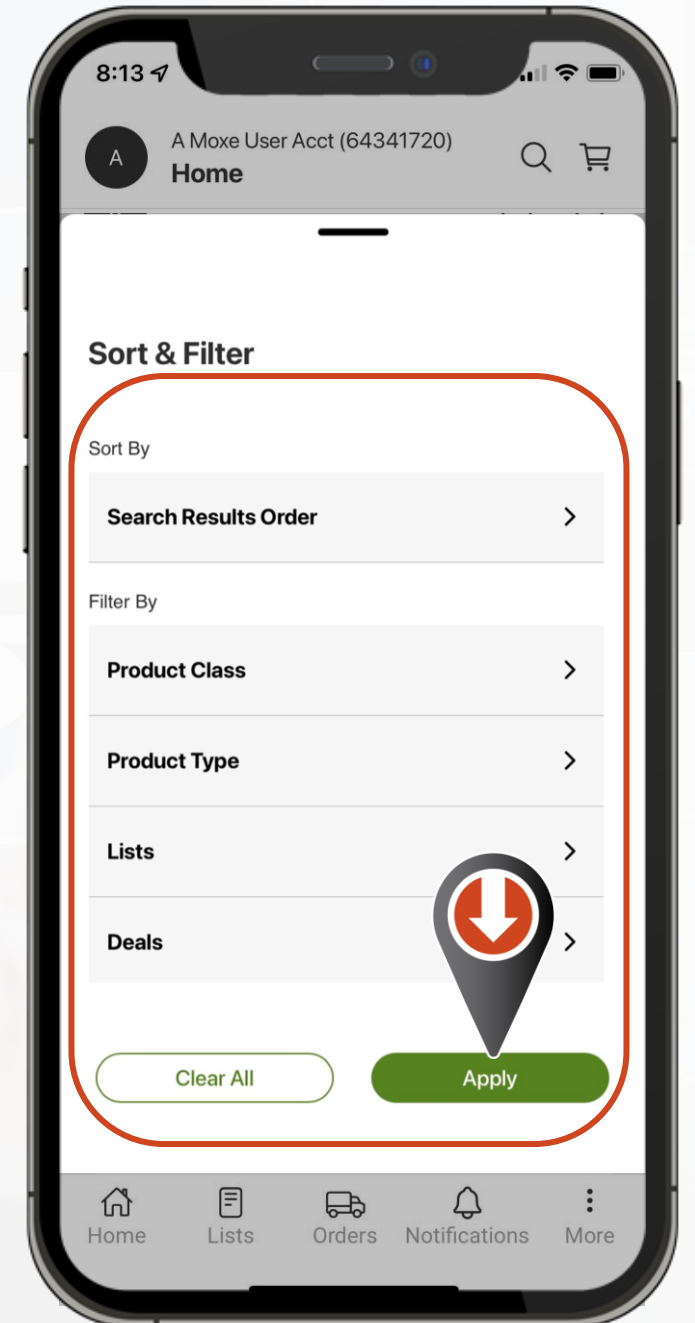 8:13
A
A Moxe User Acct (64341720)
Home
Sort & Filter
Sort By
Search Results Order
Filter By
Product Class
Product Type
Lists
Deals
Clear All
Apply
Home
Lists
Orders
Notifications
More